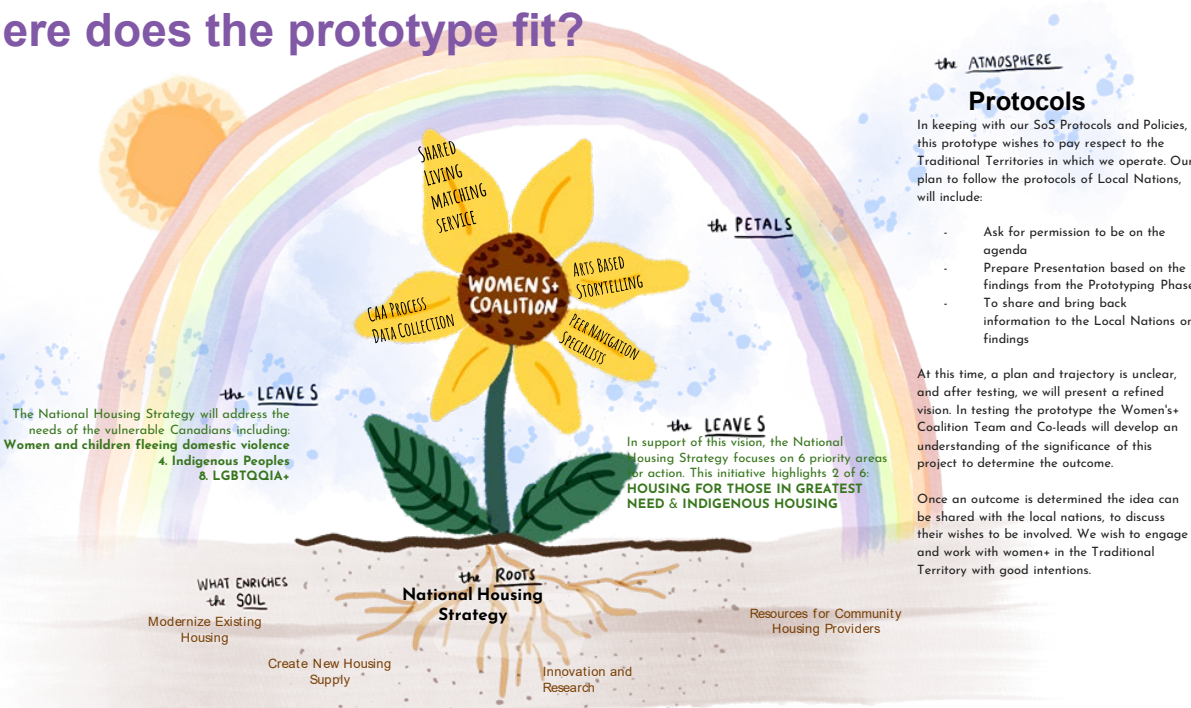 ere does the prototype fit?
the ATMOSPHERE
Protocols
In keeping with our SoS Protocols and Policies,
this prototype wishes to pay respect to the
Traditional Territories in which we operate. Our
plan to follow the protocols of Local Nations,
will include:
- Ask for permission to be on the
agenda
- Prepare Presentation based on the
findings from the Prototyping Phase
- To share and bring back
information to the Local Nations on
findings
At this time, a plan and trajectory is unclear,
and after testing, we will present a refined
vision. In testing the prototype the Women's+
Coalition Team and Co-leads will develop an
understanding of the significance of this
project to determine the outcome.
Once an outcome is determined the idea can
be shared with the local nations, to discuss
their wishes to be involved. We wish to engage
and work with women+ in the Traditional
Territory with good intentions.
the PETALS
SHARED
LIVING
MATCHING
SERVICE
ARTS BASED
STORYTELLING
WOMENS+
COALITION
CAA PROCESS
DATA COLLECTION
PEER NAVIGATION
SPECIALISTS
the LEAVES
The National Housing Strategy will address the
needs of the vulnerable Canadians including:
Women and children fleeing domestic violence
4. Indigenous Peoples
8. LGBTQQIA+
the LEAVES
In support of this vision, the National
Housing Strategy focuses on 6 priority areas
for action. This initiative highlights 2 of 6:
HOUSING FOR THOSE IN GREATEST
NEED & INDIGENOUS HOUSING
the ROOTS
National Housing
Strategy
WHAT ENRICHES
the SOIL
Modernize Existing
Housing
Create New Housing
Supply
Innovation and
Research
Resources for Community
Housing Providers